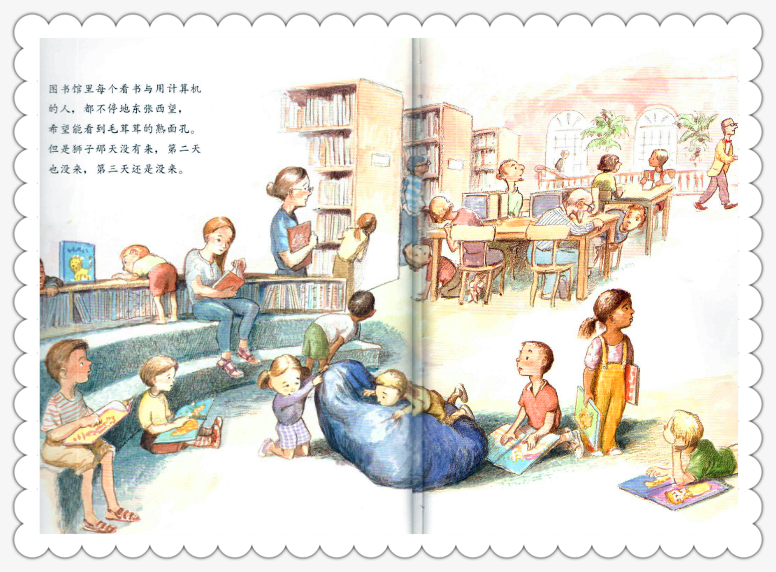 图书馆里每个看书与用计算机
的人，都不停地东张西望，
希望能看到毛茸茸的熟面孔。
但是狮子那天没有来，第二天
也没来，第三天还是没来。